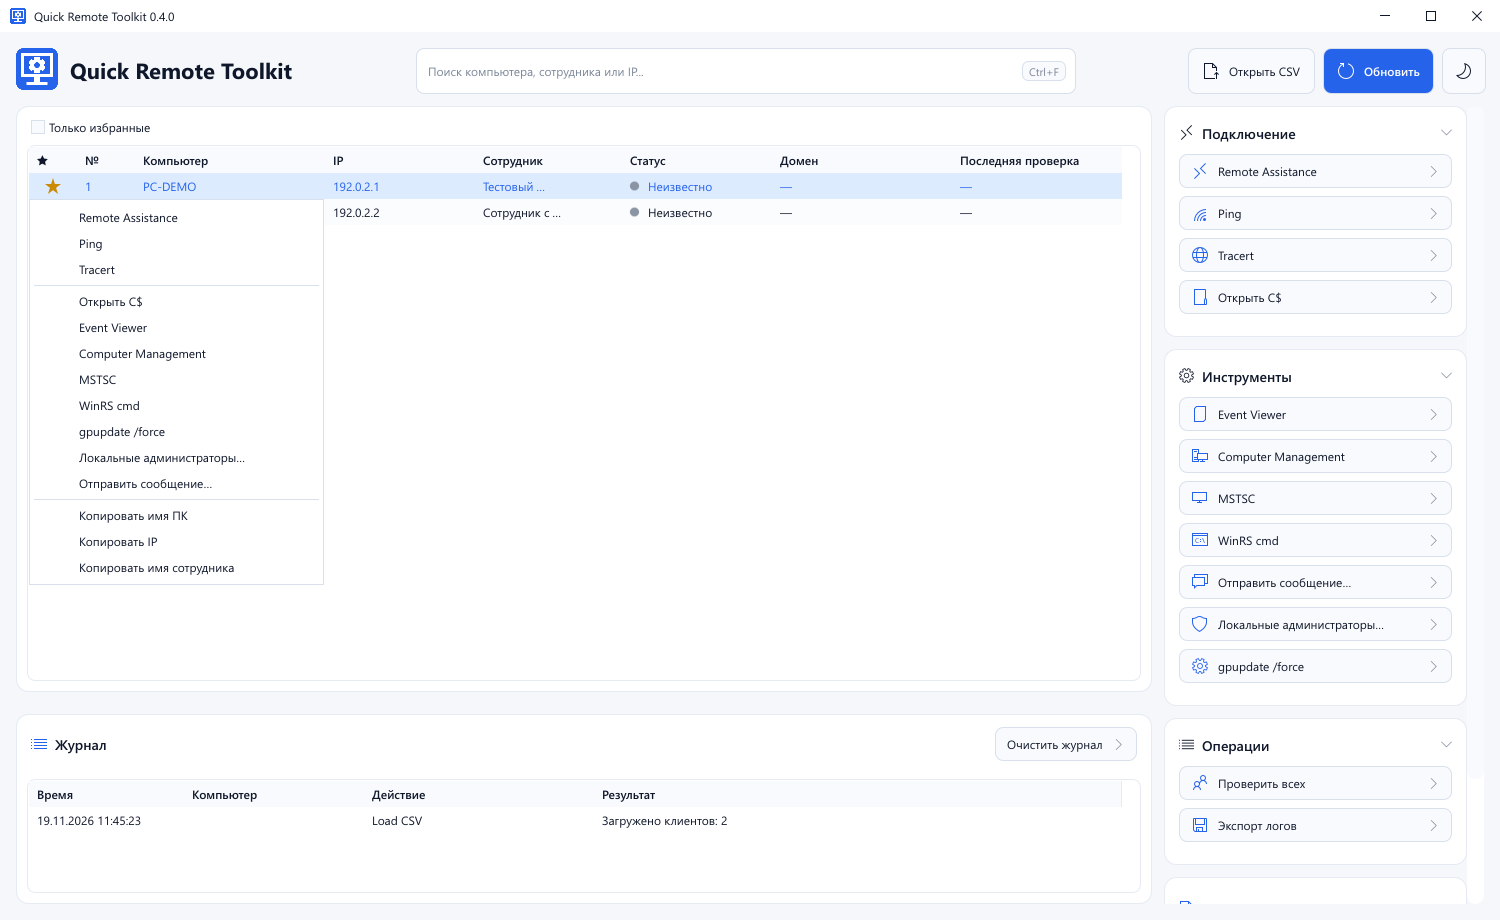 Quick Remote Toolkit 0.4.0
Quick Remote Toolkit
Поиск компьютера, сотрудника или IP...
Ctrl+F
Открыть CSV
Обновить
Только избранные
★ № Компьютер IP Сотрудник Статус Домен Последняя проверка
★ 1 PC-DEMO 192.0.2.1 Тестовый ... Неизвестно — —
192.0.2.2 Сотрудник с ... Неизвестно — —
Remote Assistance
Ping
Tracert
Открыть C$
Event Viewer
Computer Management
MSTSC
WinRS cmd
gpupdate /force
Локальные администраторы...
Отправить сообщение...
Копировать имя ПК
Копировать IP
Копировать имя сотрудника
Журнал
Очистить журнал
Время Компьютер Действие Результат
19.11.2026 11:45:23 Load CSV Загружено клиентов: 2
Подключение
Remote Assistance
Ping
Tracert
Открыть C$
Инструменты
Event Viewer
Computer Management
MSTSC
WinRS cmd
Отправить сообщение...
Локальные администраторы...
gpupdate /force
Операции
Проверить всех
Экспорт логов